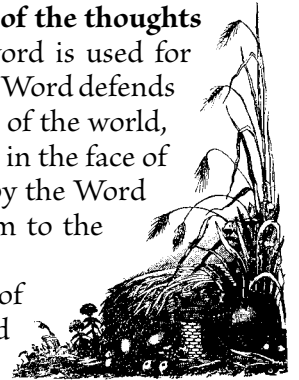 of the thoughts
ord is used for
Word defends
of the world,
in the face of
by the Word
m to the
of
d